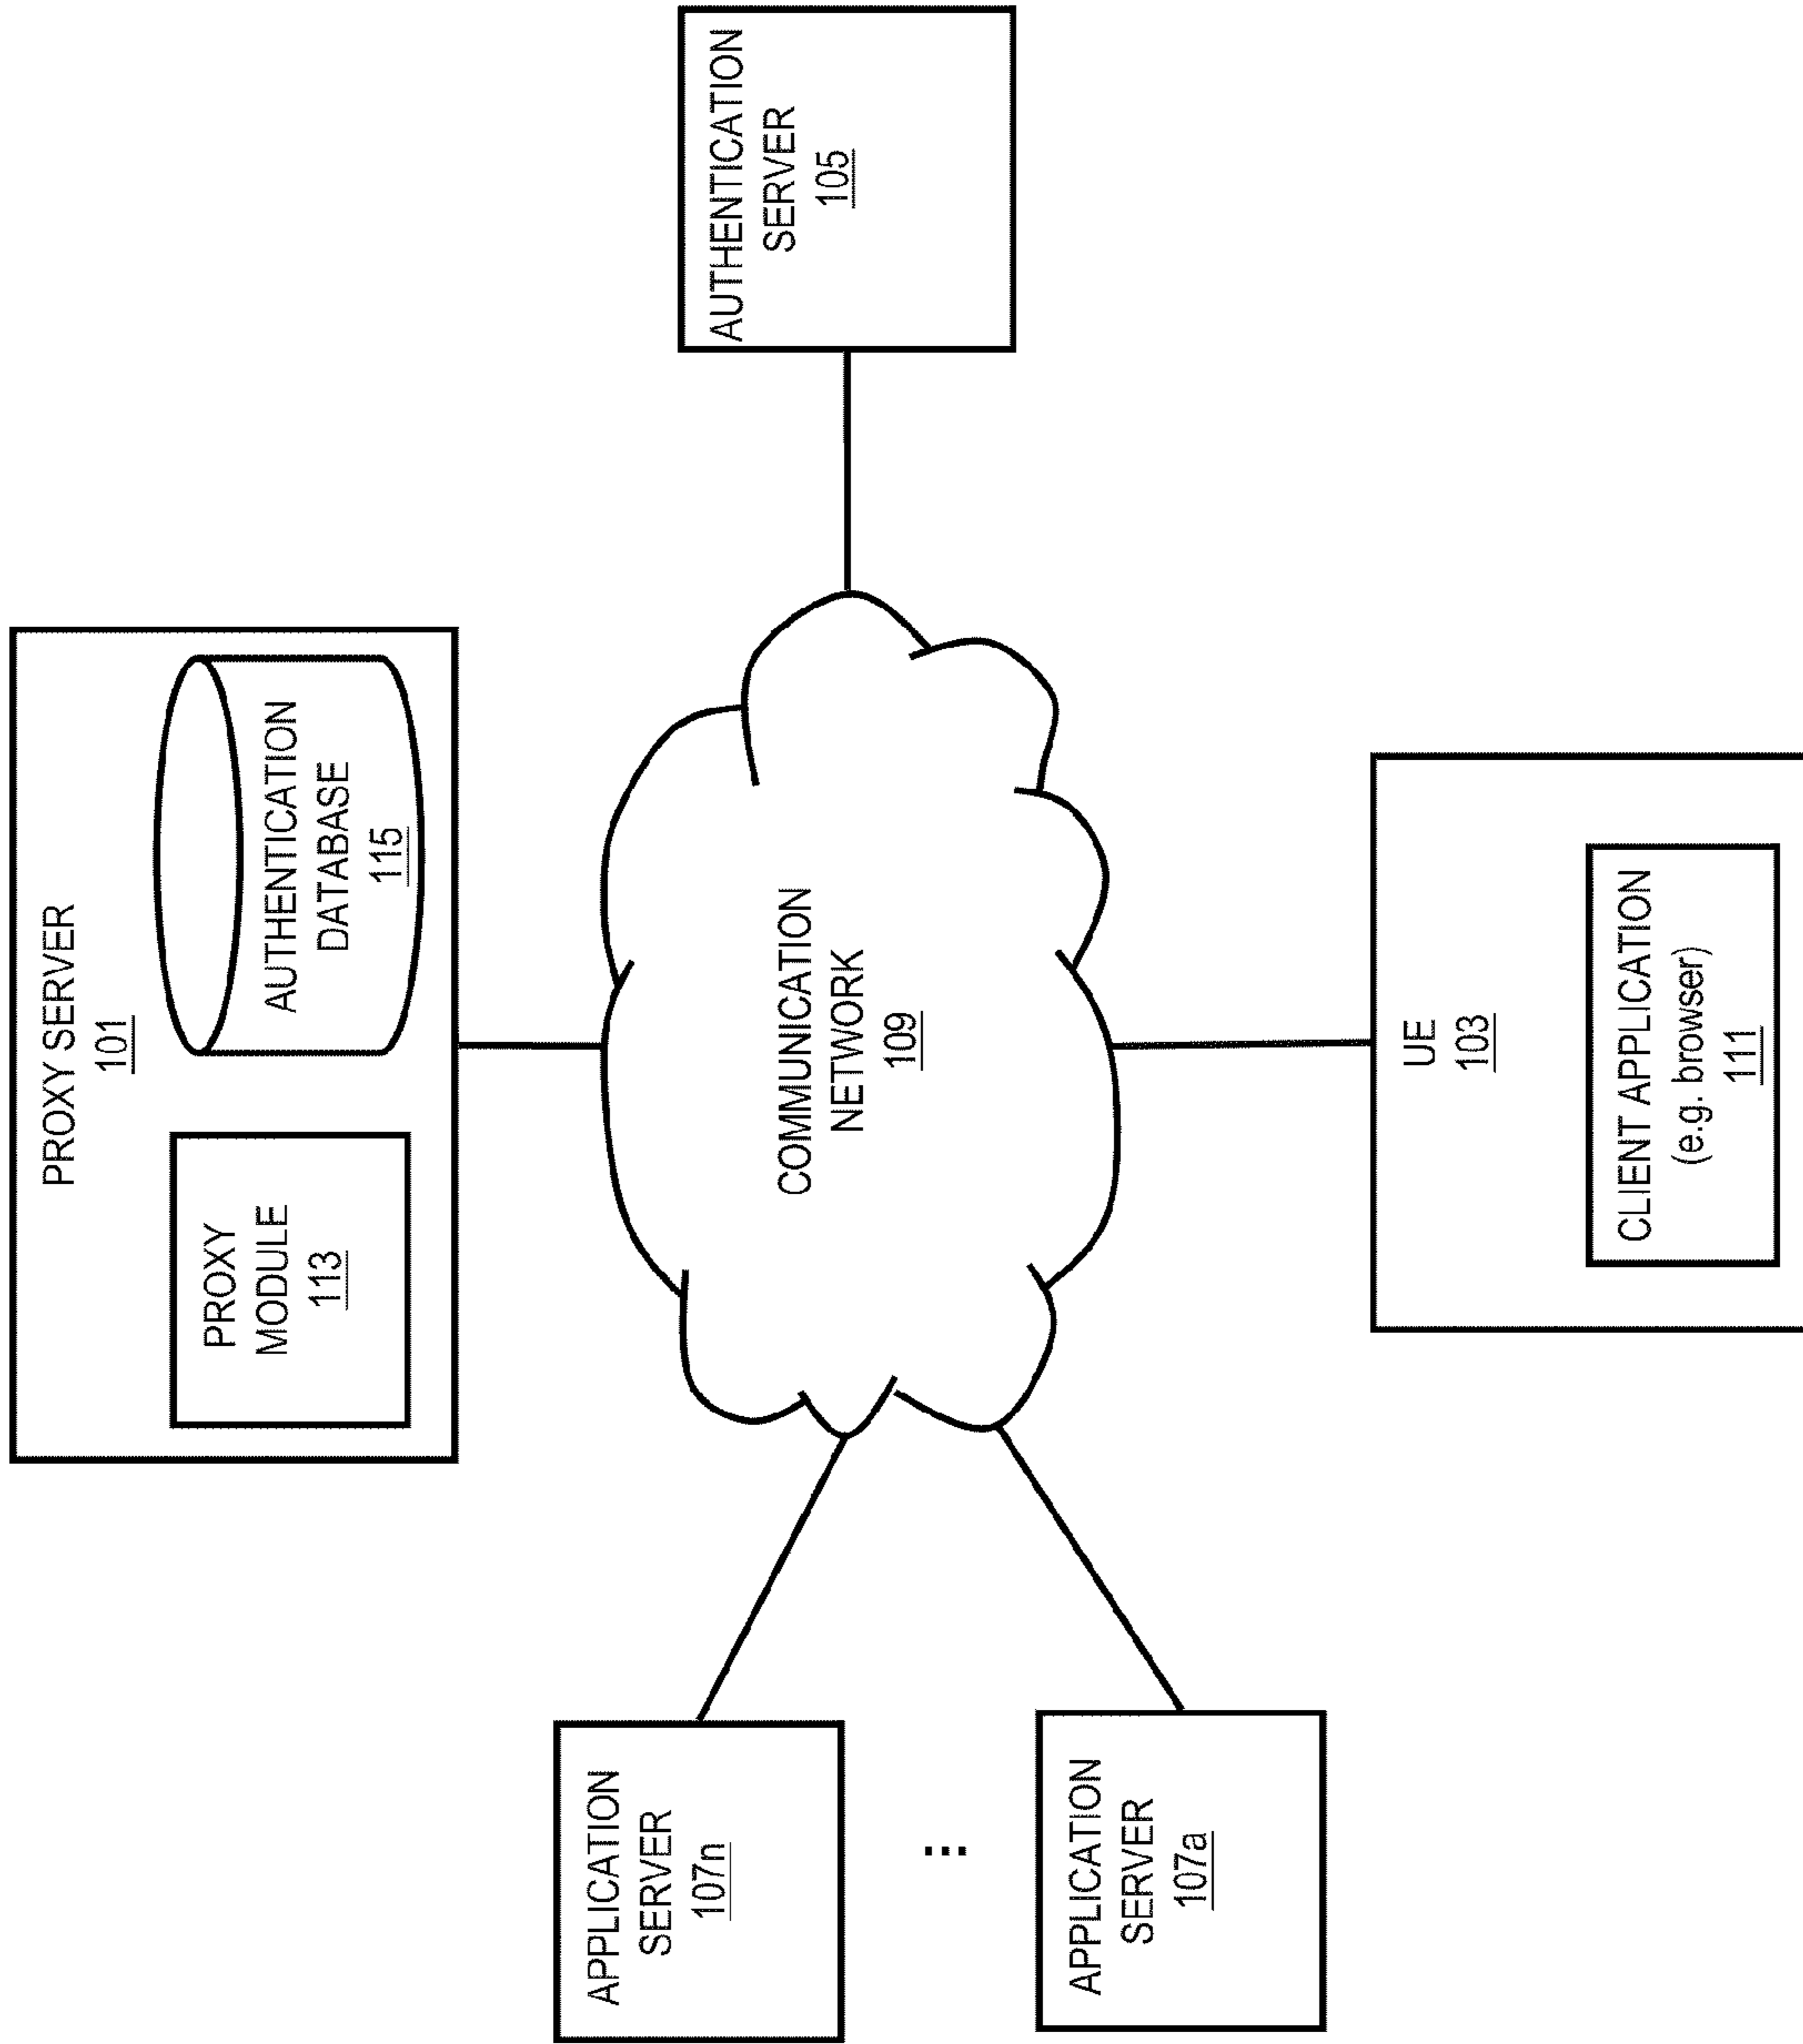 PROXY SERVER
101
PROXY
MODULE
113
AUTHENTICATION
DATABASE
115
APPLICATION
SERVER
107n
...
APPLICATION
SERVER
107a
COMMUNICATION
NETWORK
109
AUTHENTICATION
SERVER
105
UE
103
CLIENT APPLICATION
(e.g. browser)
111